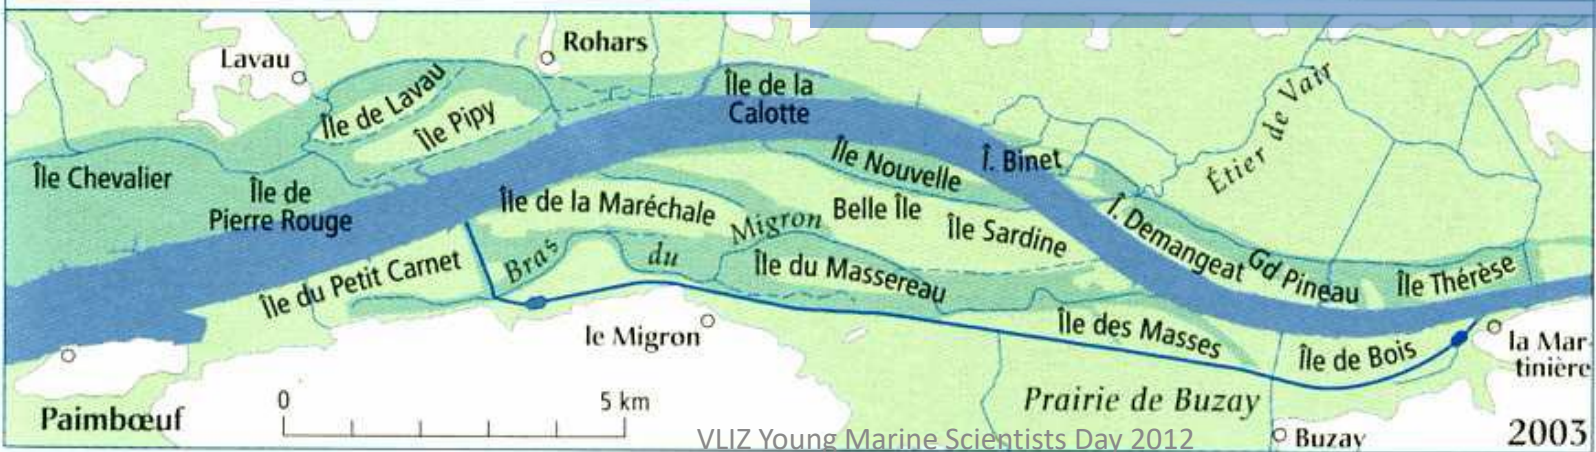 Lavau
Rohars
Île de Lavau
Île Pipy
Île de la
Calotte
Étier de Vair
Île Chevalier
Île de
Pierre Rouge
Île Nouvelle
Î. Binet
Île de la Maréchale
Belle Île
Île Sardine
Î. Demangeat
Gd Pineau
Île Thérèse
Bras du Migron
Île du Massereau
Île du Petit Carnet
le Migron
Île des Masses
Île de Bois
la Mar-
tinière
Paimbœuf
0 5 km
Prairie de Buzay
Buzay
2003
VLIZ Young Marine Scientists Day 2012